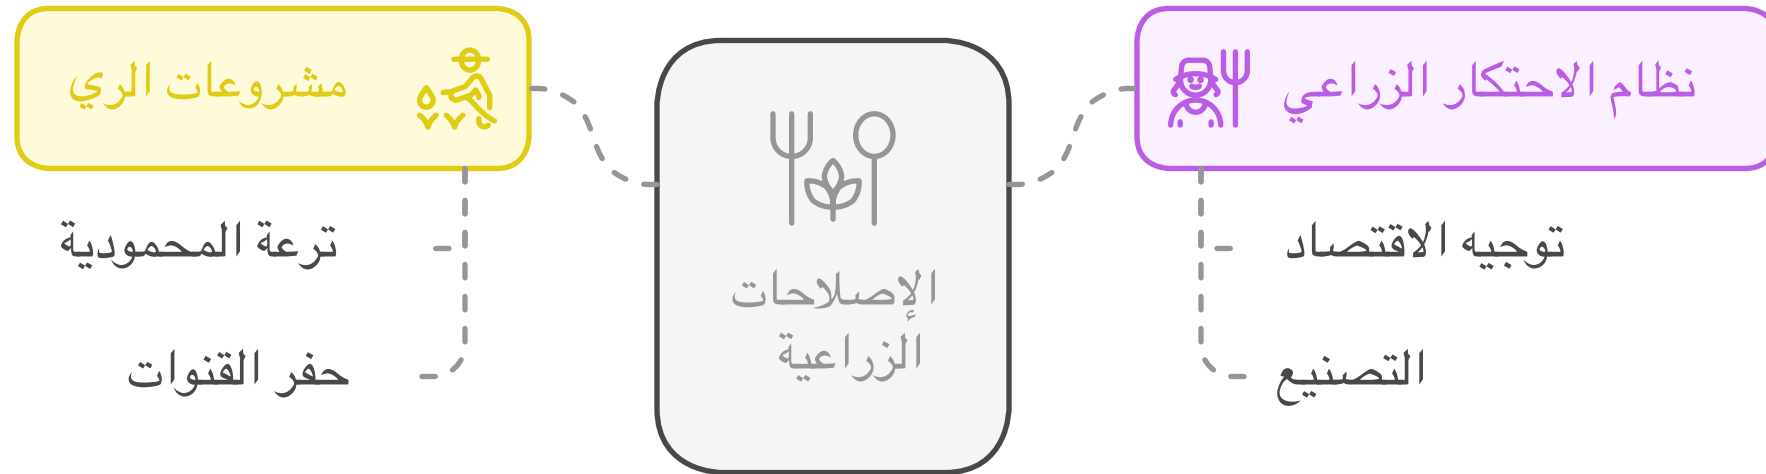 نظام الاحتكار الزراعي
توجيه الاقتصاد
التصنيع
الإصلاحات
الزراعية
مشروعات الري
ترعة المحمودية
حفر القنوات